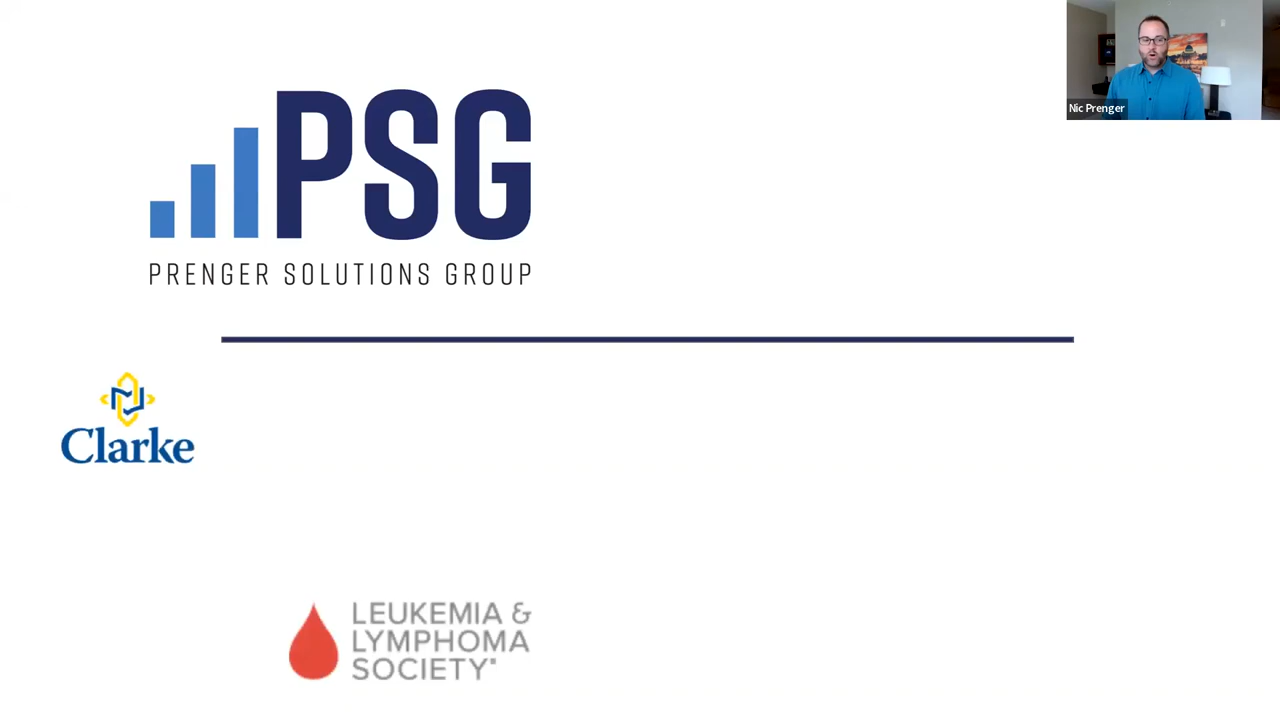 Nic Prenger
PSG
PRENGER SOLUTIONS GROUP
Clarke
LEUKEMIA &
LYMPHOMA
SOCIETY®